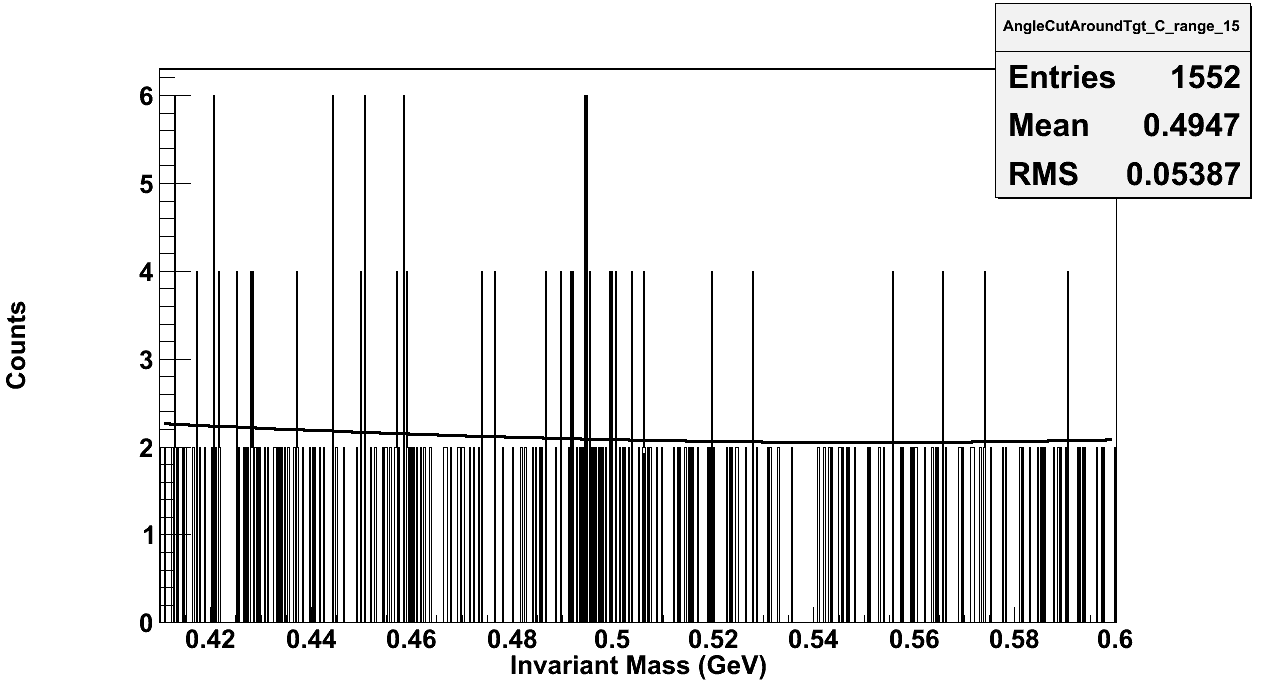 AngleCutAroundTgt_C_range_15
Entries 1552
Mean 0.4947
RMS 0.05387
Counts
6
5
4
3
2
1
0
0.42 0.44 0.46 0.48 0.5 0.52 0.54 0.56 0.58 0.6
Invariant Mass (GeV)